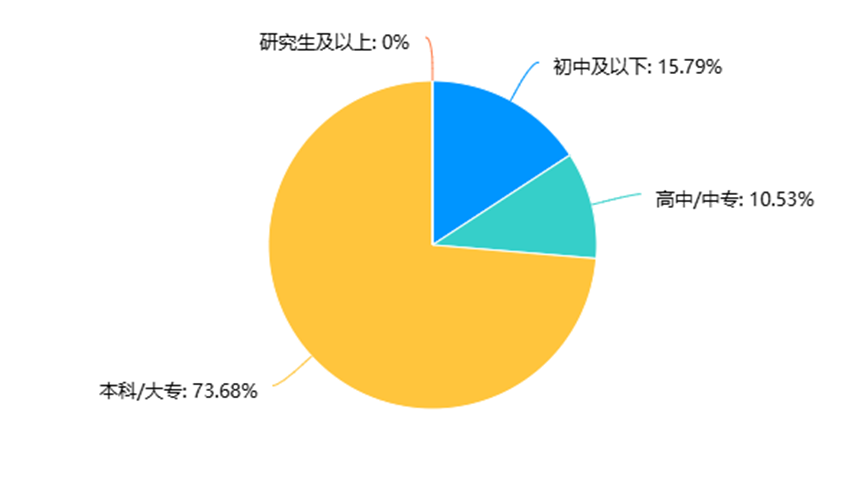 研究生及以上: 0%
初中及以下: 15.79%
高中/中专: 10.53%
本科/大专: 73.68%